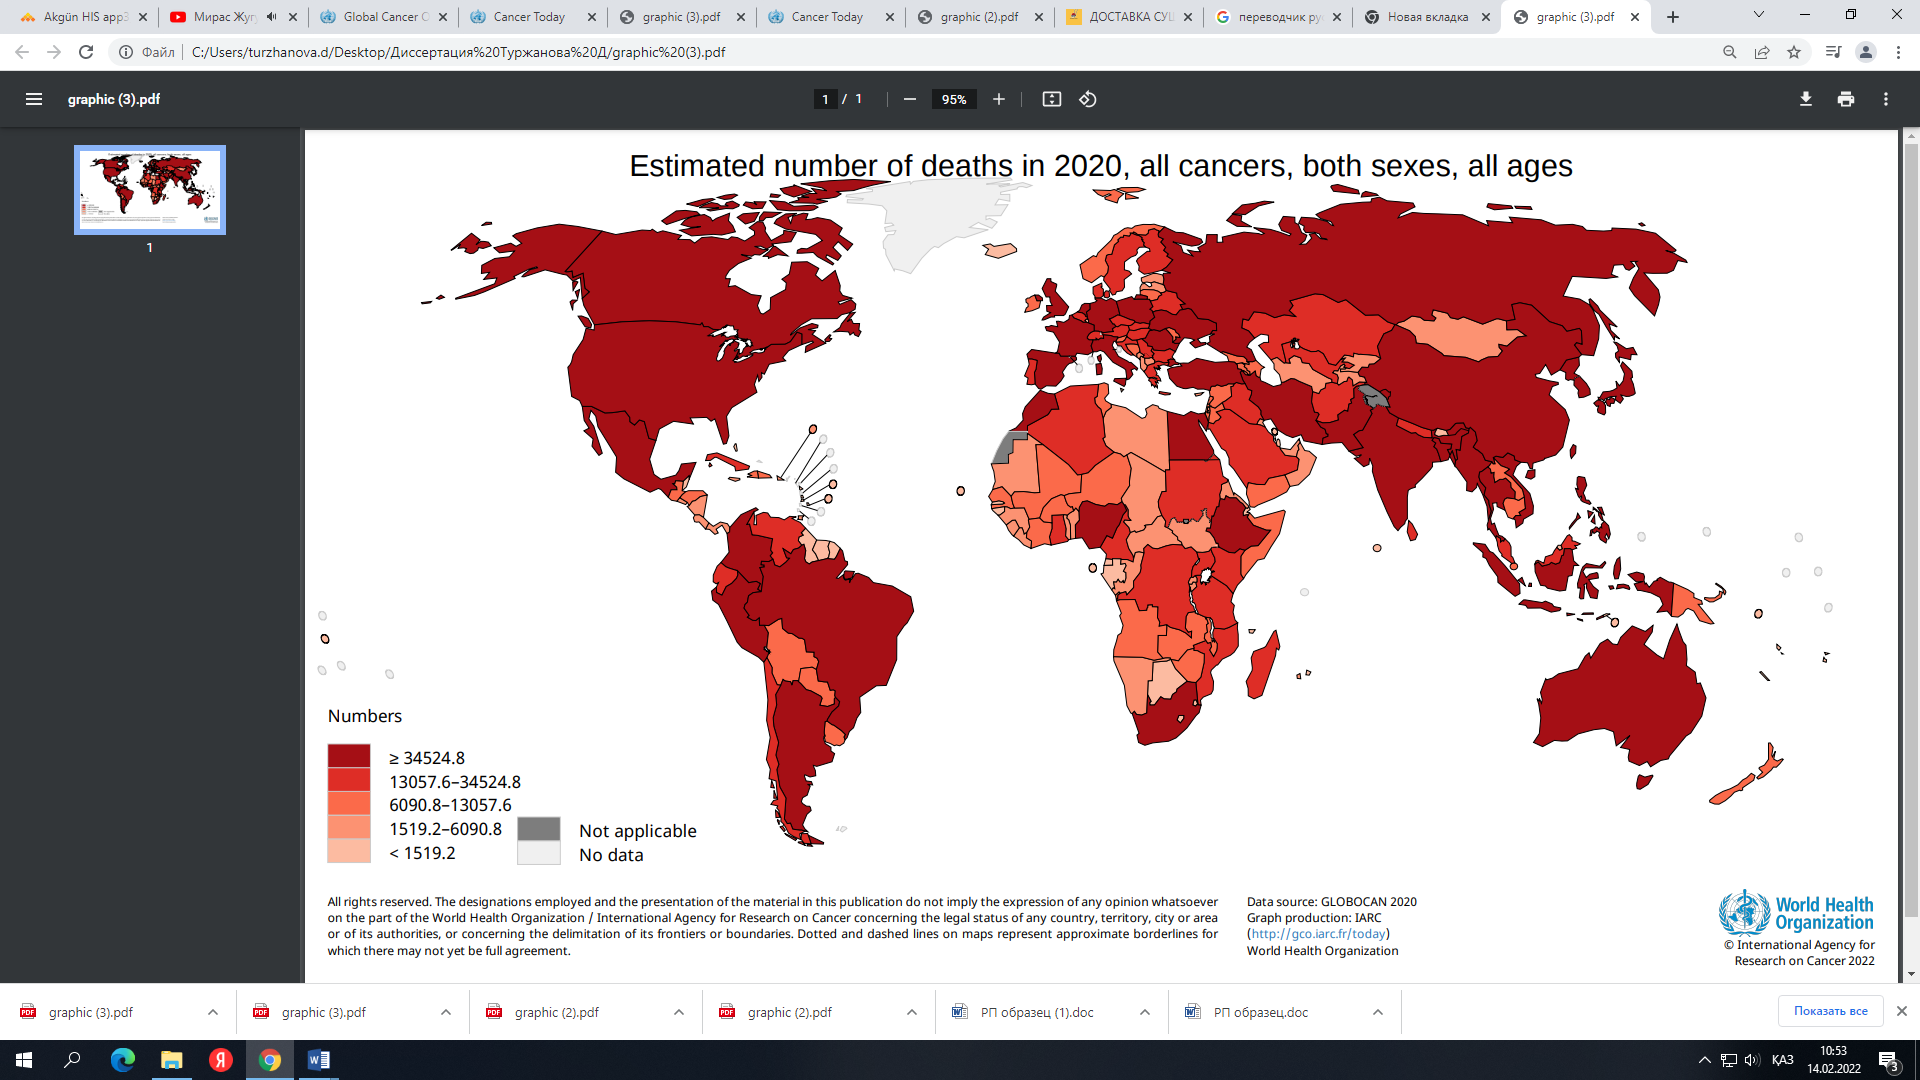 Akgün HIS app3
Мирас Жугу
Global Cancer O
Cancer Today
graphic (3).pdf
Cancer Today
graphic (2).pdf
ДОСТАВКА СУШ
переводчик рус
Новая вкладка
graphic (3).pdf
Файл
C:/Users/turzhanova.d/Desktop/Диссертация%20Туржанова%20Д/graphic%20(3).pdf
graphic (3).pdf
1 / 1
95%
1
Estimated number of deaths in 2020, all cancers, both sexes, all ages
Numbers
≥ 34524.8
13057.6–34524.8
6090.8–13057.6
1519.2–6090.8
< 1519.2
Not applicable
No data
All rights reserved. The designations employed and the presentation of the material in this publication do not imply the expression of any opinion whatsoever
on the part of the World Health Organization / International Agency for Research on Cancer concerning the legal status of any country, territory, city or area
or of its authorities, or concerning the delimitation of its frontiers or boundaries. Dotted and dashed lines on maps represent approximate borderlines for
which there may not yet be full agreement.
Data source: GLOBOCAN 2020
Graph production: IARC
(http://gco.iarc.fr/today)
World Health Organization
World Health
Organization
© International Agency for
Research on Cancer 2022
graphic (3).pdf
graphic (3).pdf
graphic (2).pdf
graphic (2).pdf
РП образец (1).doc
РП образец.doc
Показать все
ҚАЗ
10:53
14.02.2022
3